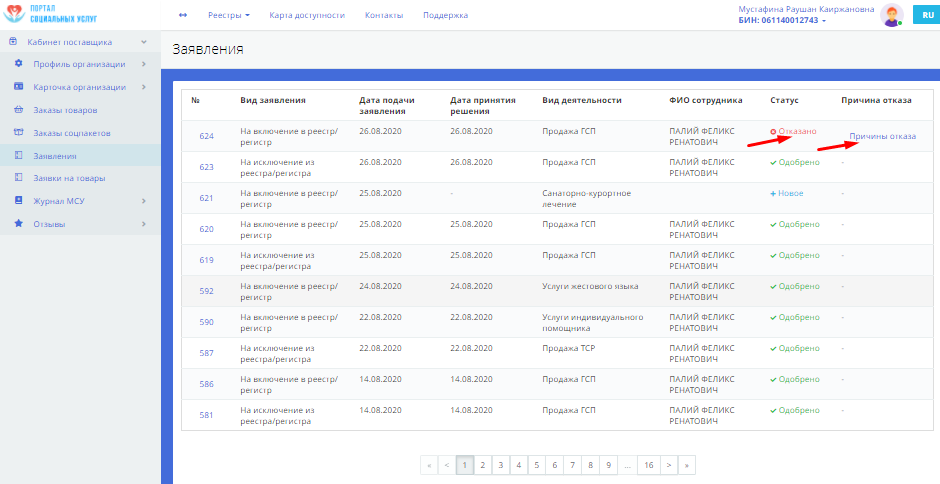 ПОРТАЛ
СОЦИАЛЬНЫХ УСЛУГ
Реестры
Карта доступности
Контакты
Поддержка
Мустафина Раушан Каиржановна
БИН: 061140012743
RU
Кабинет поставщика
Профиль организации
Карточка организации
Заказы товаров
Заказы соцпакетов
Заявления
Заявки на товары
Журнал МСУ
Отзывы
Заявления
№ Вид заявления Дата подачи заявления Дата принятия решения Вид деятельности ФИО сотрудника Статус Причина отказа
624 На включение в реестр/регистр 26.08.2020 26.08.2020 Продажа ГСП ПАЛИЙ ФЕЛИКС РЕНАТОВИЧ Отказано Причины отказа
623 На исключение из реестра/регистра 26.08.2020 26.08.2020 Продажа ГСП ПАЛИЙ ФЕЛИКС РЕНАТОВИЧ Одобрено -
621 На включение в реестр/регистр 25.08.2020 - Санаторно-курортное лечение ПАЛИЙ ФЕЛИКС РЕНАТОВИЧ Новое -
620 На включение в реестр/регистр 25.08.2020 25.08.2020 Продажа ГСП ПАЛИЙ ФЕЛИКС РЕНАТОВИЧ Одобрено -
619 На исключение из реестра/регистра 25.08.2020 25.08.2020 Продажа ГСП ПАЛИЙ ФЕЛИКС РЕНАТОВИЧ Одобрено -
592 На включение в реестр/регистр 24.08.2020 24.08.2020 Услуги жестового языка ПАЛИЙ ФЕЛИКС РЕНАТОВИЧ Одобрено -
590 На включение в реестр/регистр 22.08.2020 22.08.2020 Услуги индивидуального помощника ПАЛИЙ ФЕЛИКС РЕНАТОВИЧ Одобрено -
587 На исключение из реестра/регистра 22.08.2020 22.08.2020 Продажа ТСР ПАЛИЙ ФЕЛИКС РЕНАТОВИЧ Одобрено -
586 На включение в реестр/регистр 14.08.2020 14.08.2020 Продажа ГСП ПАЛИЙ ФЕЛИКС РЕНАТОВИЧ Одобрено -
581 На исключение из реестра/регистра 14.08.2020 14.08.2020 Продажа ГСП ПАЛИЙ ФЕЛИКС РЕНАТОВИЧ Одобрено -
« < 1 2 3 4 5 6 7 8 9 ... 16 > »